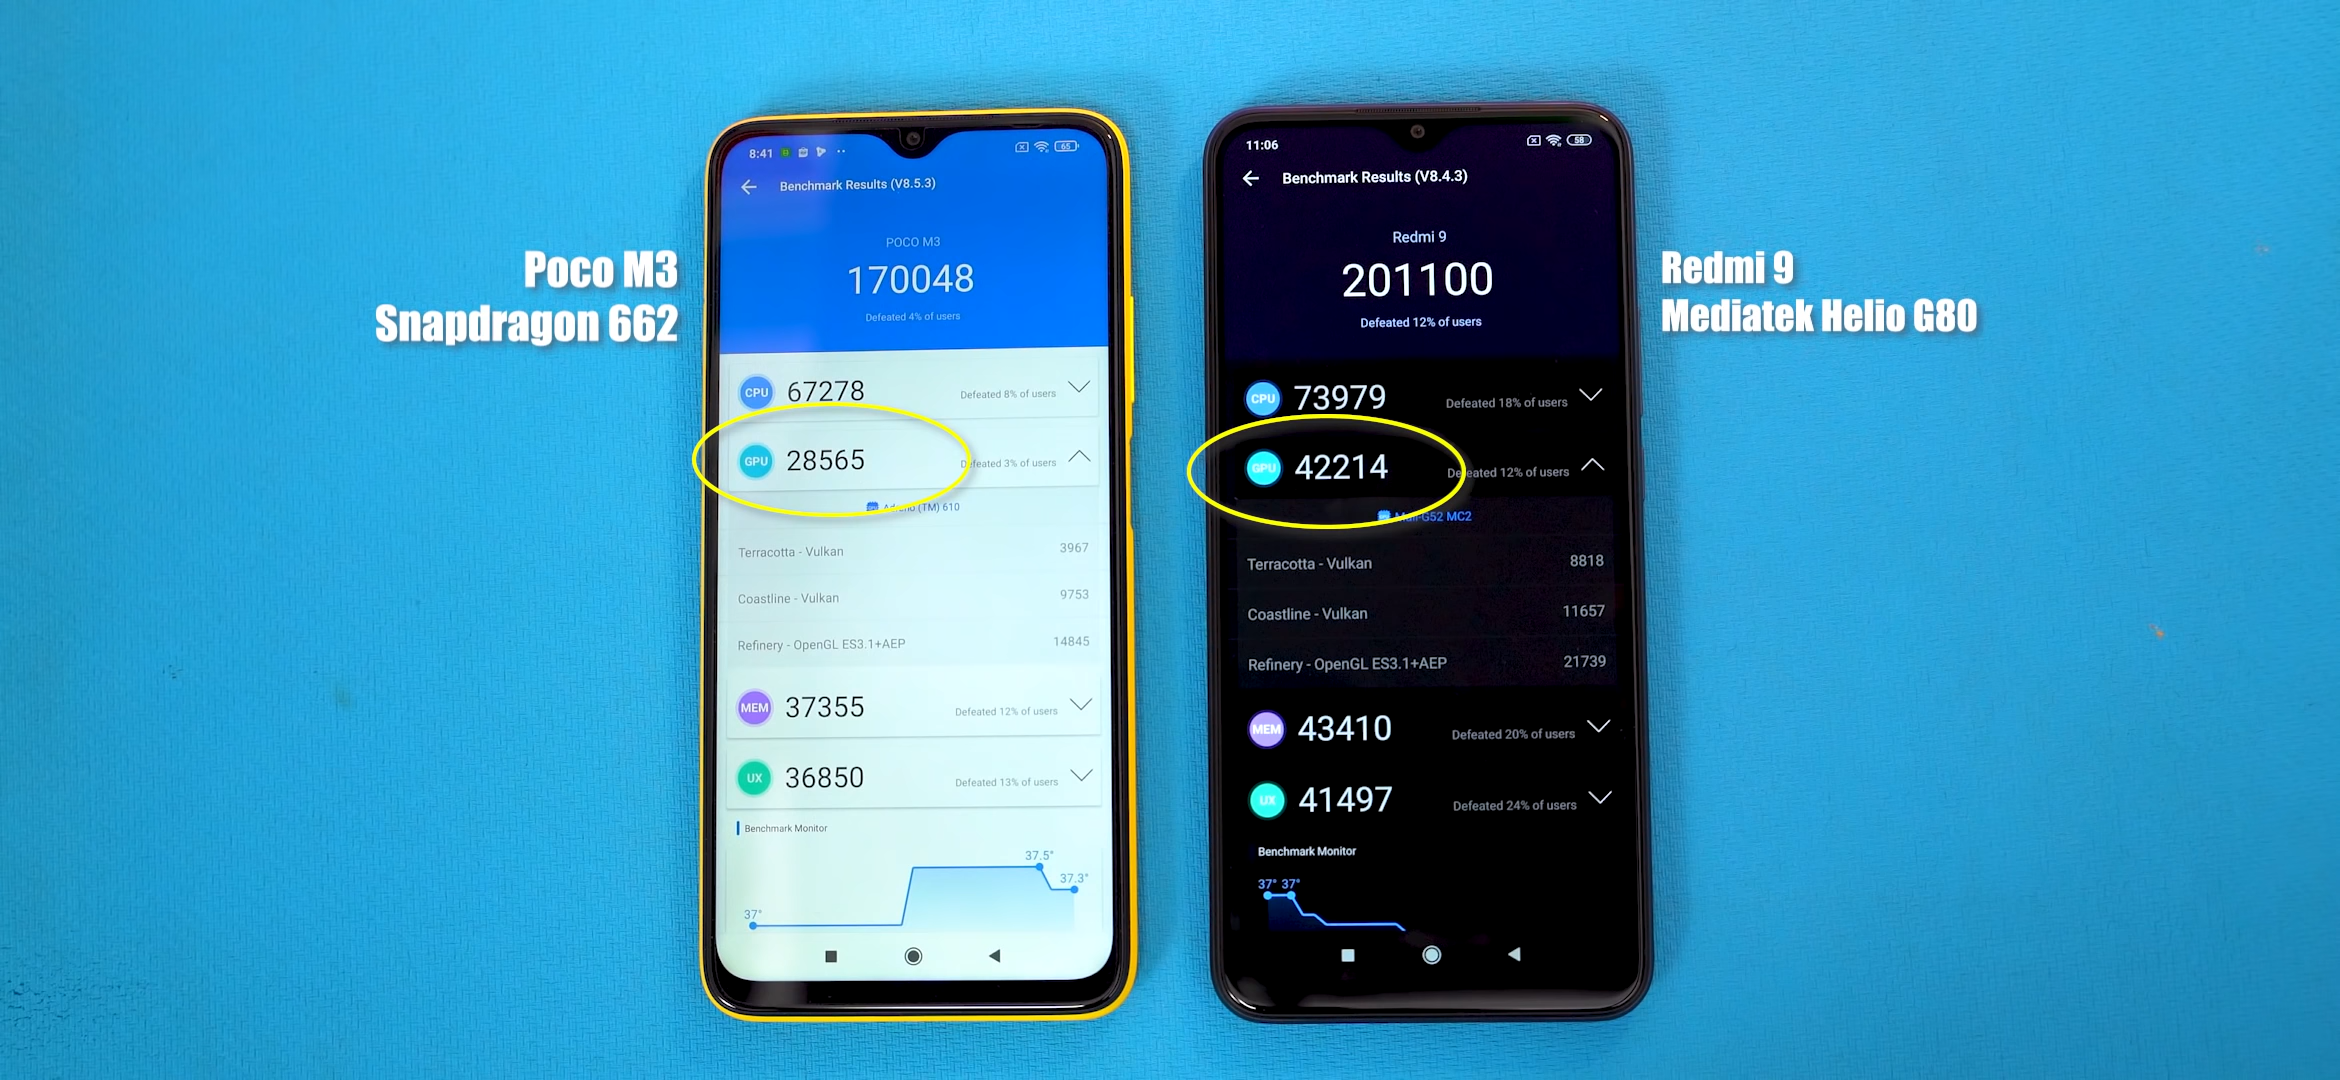 Poco M3
Snapdragon 662
8:41
65
Benchmark Results (V8.5.3)
POCO M3
170048
Defeated 4% of users
CPU 67278 Defeated 8% of users
GPU 28565 Defeated 3% of users
Adreno (TM) 610
Terracotta - Vulkan 3967
Coastline - Vulkan 9753
Refinery - OpenGL ES3.1+AEP 14845
MEM 37355 Defeated 12% of users
UX 36850 Defeated 13% of users
Benchmark Monitor
37.5°
37.3°
37°
11:06
58
Benchmark Results (V8.4.3)
Redmi 9
201100
Defeated 12% of users
CPU 73979 Defeated 18% of users
GPU 42214 Defeated 12% of users
Mali-G52 MC2
Terracotta - Vulkan 8818
Coastline - Vulkan 11657
Refinery - OpenGL ES3.1+AEP 21739
MEM 43410 Defeated 20% of users
UX 41497 Defeated 24% of users
Benchmark Monitor
37° 37°
Redmi 9
Mediatek Helio G80